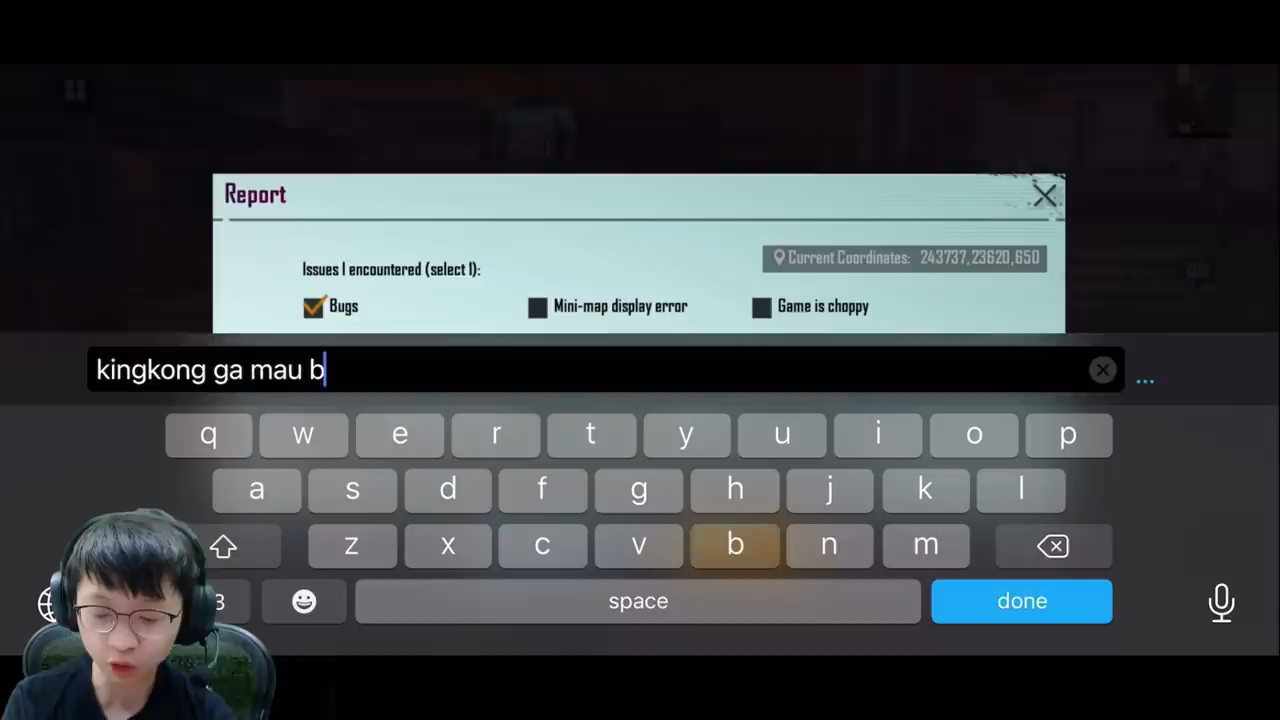 Report
Current Coordinates: 243737,23620,650
Issues I encountered (select 1):
Bugs
Mini-map display error
Game is choppy
kingkong ga mau b
...
q w e r t y u i o p
a s d f g h j k l
z x c v b n m
3
space
done